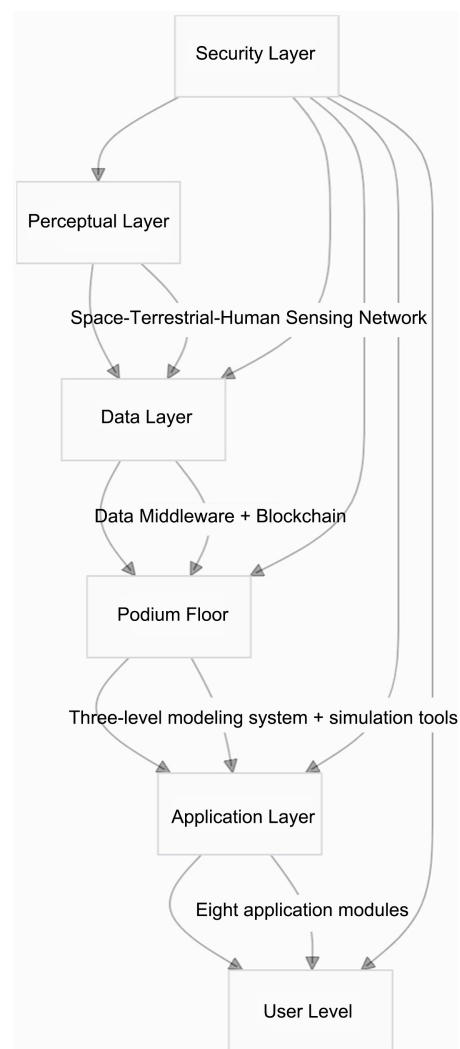 Security Layer
Perceptual Layer
Space-Terrestrial-Human Sensing Network
Data Layer
Data Middleware + Blockchain
Podium Floor
Three-level modeling system + simulation tools
Application Layer
Eight application modules
User Level